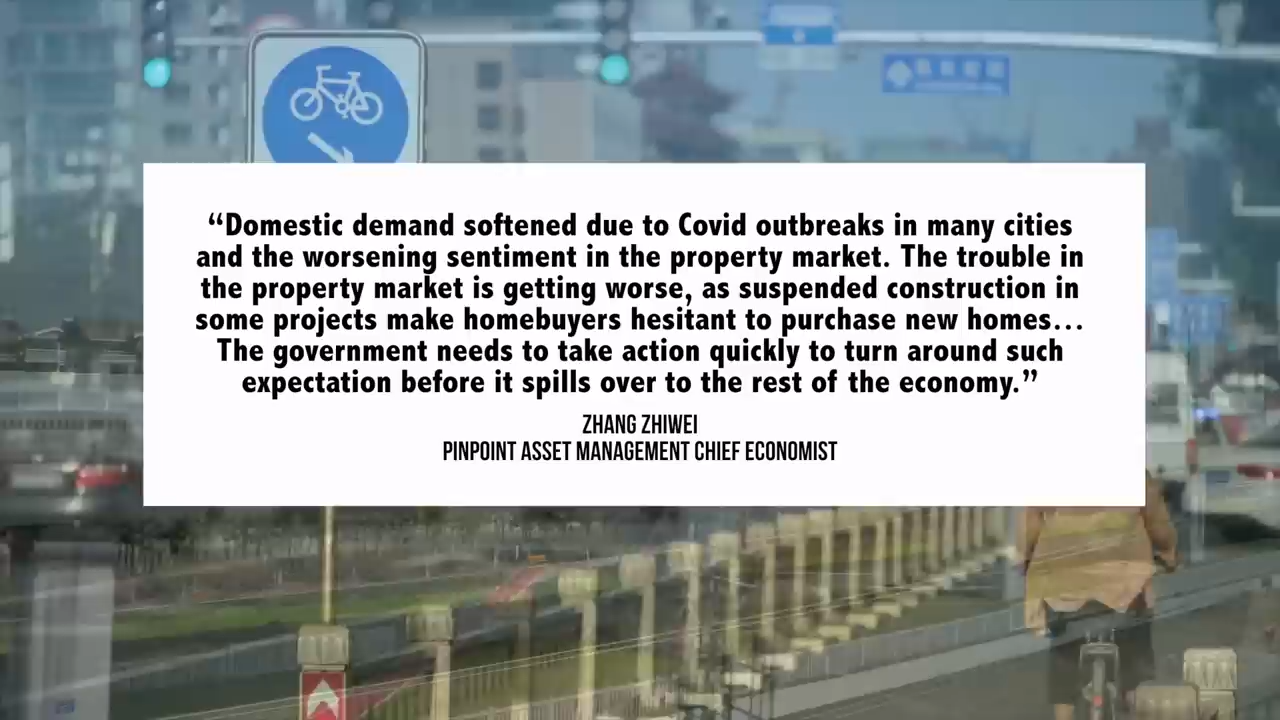 “Domestic demand softened due to Covid outbreaks in many cities
and the worsening sentiment in the property market. The trouble in
the property market is getting worse, as suspended construction in
some projects make homebuyers hesitant to purchase new homes…
The government needs to take action quickly to turn around such
expectation before it spills over to the rest of the economy.”
ZHANG ZHIWEI
PINPOINT ASSET MANAGEMENT CHIEF ECONOMIST